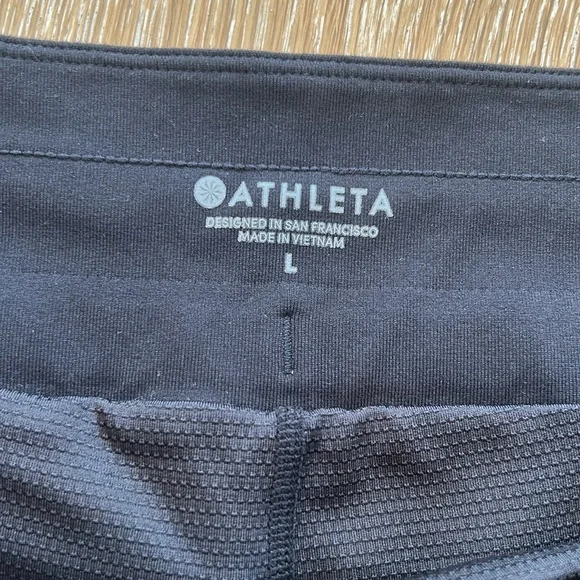 ATHLETA
DESIGNED IN SAN FRANCISCO
MADE IN VIETNAM
L